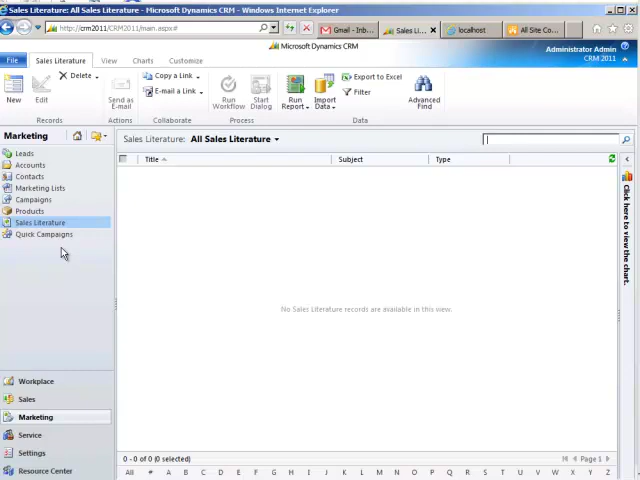 Sales Literature: All Sales Literature - Microsoft Dynamics CRM - Windows Internet Explorer
http://crm2011/CRM2011/main.aspx#
Gmail - Inb...
Sales Li...
localhost
All Site Co...
Microsoft Dynamics CRM
Administrator Admin
CRM 2011
File
Sales Literature
View
Charts
Customize
New
Edit
Delete
Records
Send as
E-mail
Actions
Copy a Link
E-mail a Link
Collaborate
Run
Workflow
Start
Dialog
Process
Run
Report
Import
Data
Export to Excel
Filter
Advanced
Find
Data
Marketing
Leads
Accounts
Contacts
Marketing Lists
Campaigns
Products
Sales Literature
Quick Campaigns
Workplace
Sales
Marketing
Service
Settings
Resource Center
Sales Literature: All Sales Literature
Title
Subject
Type
No Sales Literature records are available in this view.
Click here to view the chart.
0 - 0 of 0 (0 selected)
Page 1
All # A B C D E F G H I J K L M N O P Q R S T U V W X Y Z